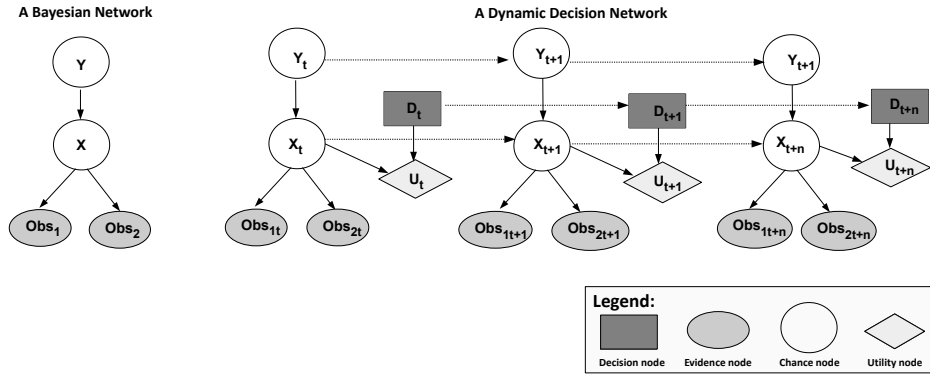 A Bayesian Network
A Dynamic Decision Network
Y
X
Obs1
Obs2
Yt
Yt+1
Yt+1
Dt
Dt+1
Dt+n
Xt
Xt+1
Xt+n
Ut
Ut+1
Ut+n
Obs1t
Obs2t
Obs1t+1
Obs2t+1
Obs1t+n
Obs2t+n
Legend:
Decision node
Evidence node
Chance node
Utility node